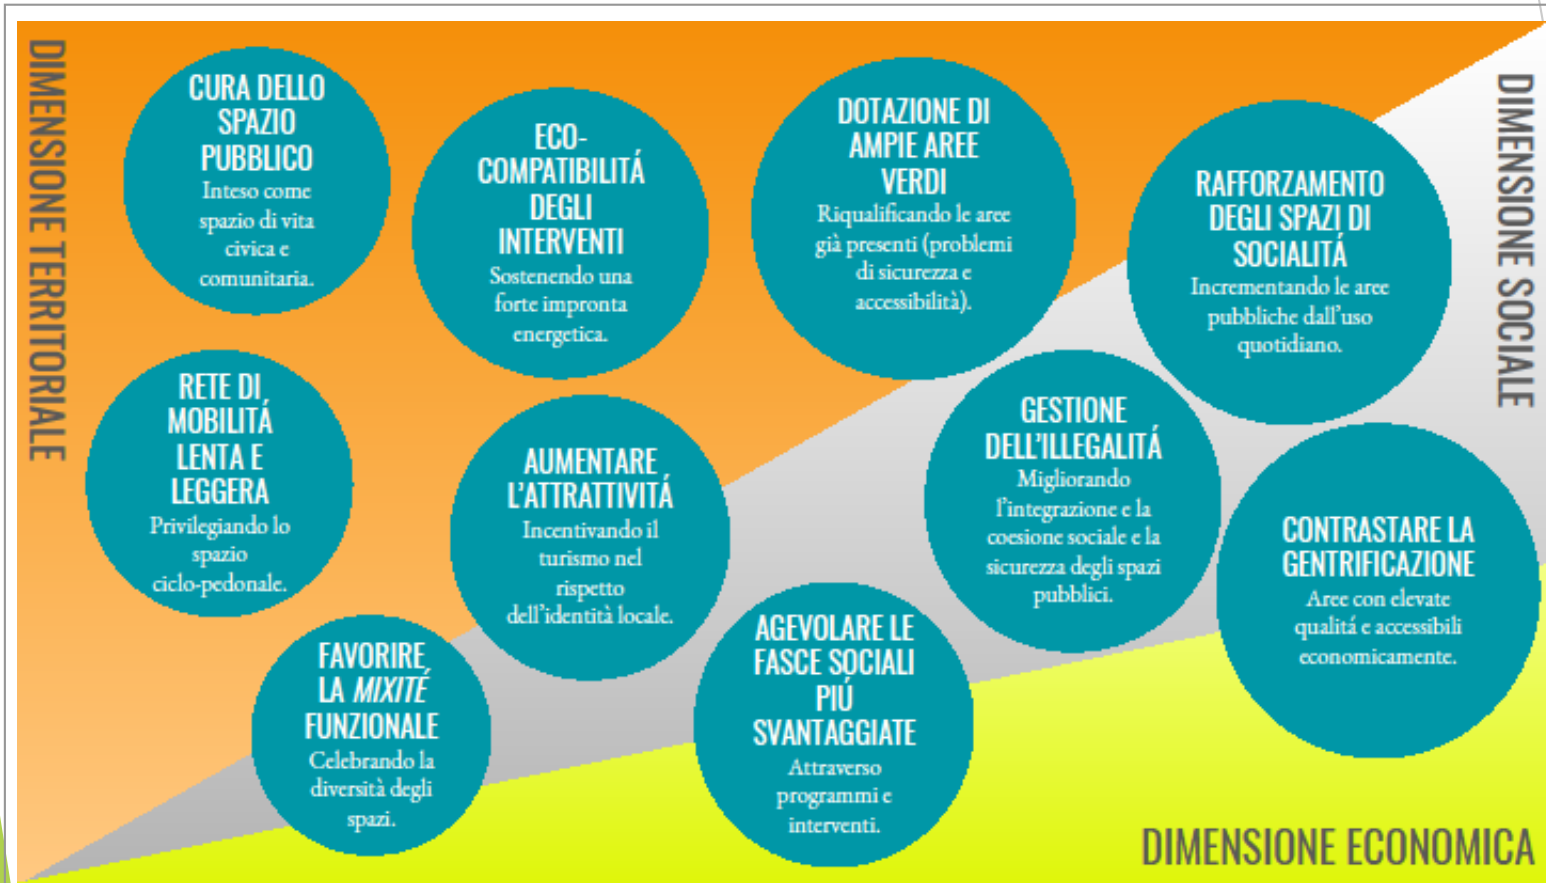 DIMENSIONE TERRITORIALE
CURA DELLO
SPAZIO
PUBBLICO
Inteso come
spazio di vita
civica e
comunitaria.
ECO-
COMPATIBILITÁ
DEGLI
INTERVENTI
Sostenendo una
forte impronta
energetica.
DOTAZIONE DI
AMPIE AREE
VERDI
Riqualificando le aree
già presenti (problemi
di sicurezza e
accessibilità).
RAFFORZAMENTO
DEGLI SPAZI DI
SOCIALITÁ
Incrementando le aree
pubbliche dall'uso
quotidiano.
DIMENSIONE SOCIALE
RETE DI
MOBILITÁ
LENTA E
LEGGERA
Privilegiando lo
spazio
ciclo-pedonale.
AUMENTARE
L'ATTRATTIVITÁ
Incentivando il
turismo nel
rispetto
dell'identità locale.
GESTIONE
DELL'ILLEGALITÁ
Migliorando
l'integrazione e la
coesione sociale e la
sicurezza degli spazi
pubblici.
CONTRASTARE LA
GENTRIFICAZIONE
Aree con elevate
qualitá e accessibili
economicamente.
FAVORIRE
LA MIXITÉ
FUNZIONALE
Celebrando la
diversità degli
spazi.
AGEVOLARE LE
FASCE SOCIALI
PIÚ
SVANTAGGIATE
Attraverso
programmi e
interventi.
DIMENSIONE ECONOMICA